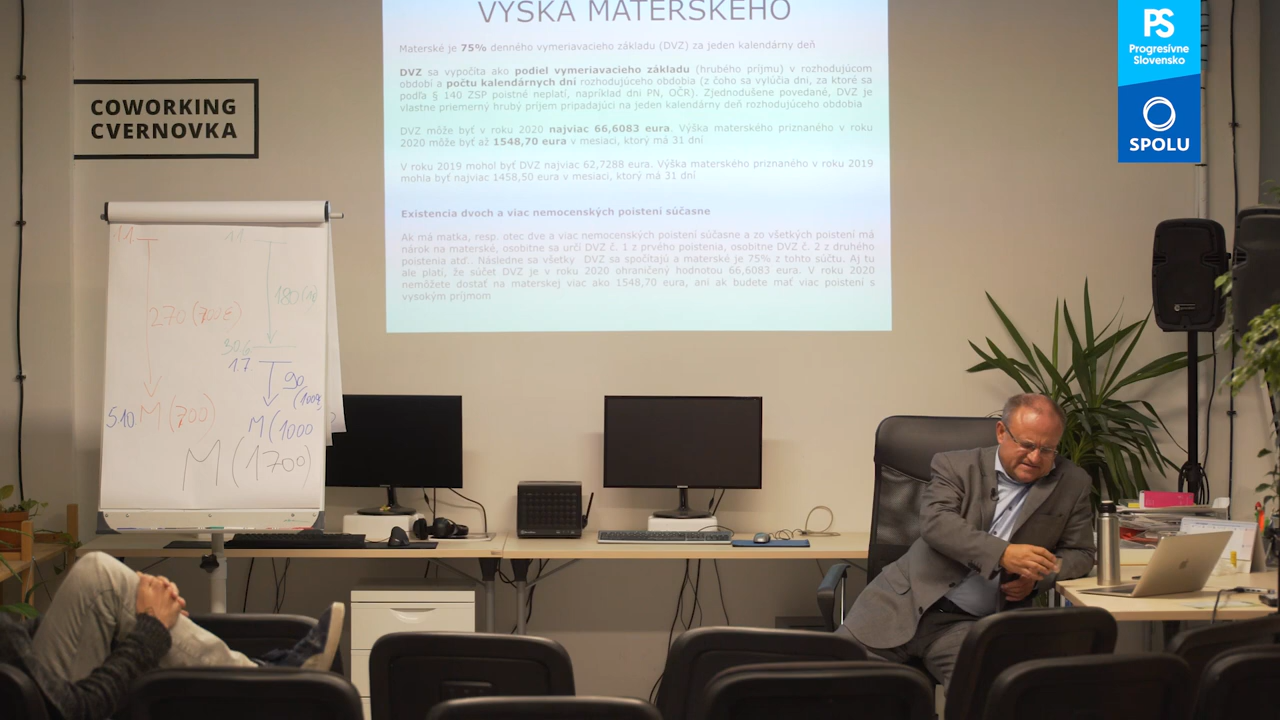 VÝŠKA MATERSKÉHO
Materské je 75% denného vymeriavacieho základu (DVZ) za jeden kalendárny deň
DVZ sa vypočíta ako podiel vymeriavacieho základu (hrubého príjmu) v rozhodujúcom
období a počtu kalendárnych dní rozhodujúceho obdobia (z čoho sa vylúčia dni, za ktoré sa
podľa § 140 ZSP poistné neplatí, napríklad dni PN, OČR). Zjednodušene povedané, DVZ je
vlastne priemerný hrubý príjem pripadajúci na jeden kalendárny deň rozhodujúceho obdobia
DVZ môže byť v roku 2020 najviac 66,6083 eura. Výška materského priznaného v roku
2020 môže byť až 1548,70 eura v mesiaci, ktorý má 31 dní
V roku 2019 mohol byť DVZ najviac 62,7288 eura. Výška materského priznaného v roku 2019
mohla byť najviac 1458,50 eura v mesiaci, ktorý má 31 dní
Existencia dvoch a viac nemocenských poistení súčasne
Ak má matka, resp. otec dve a viac nemocenských poistení súčasne a zo všetkých poistení má
nárok na materské, osobitne sa určí DVZ č. 1 z prvého poistenia, osobitne DVZ č. 2 z druhého
poistenia atď.. Následne sa všetky DVZ sa spočítajú a materské je 75% z tohto súčtu. Aj tu
ale platí, že súčet DVZ je v roku 2020 ohraničený hodnotou 66,6083 eura. V roku 2020
nemôžete dostať na materskej viac ako 1548,70 eura, ani ak budete mať viac poistení s
vysokým príjmom
PS
Progresívne
Slovensko
SPOLU
COWORKING
CVERNOVKA
1.1
1.1
180
270 (700€)
30.6
1.7
90
510 M (700)
M (1000
M (1700)